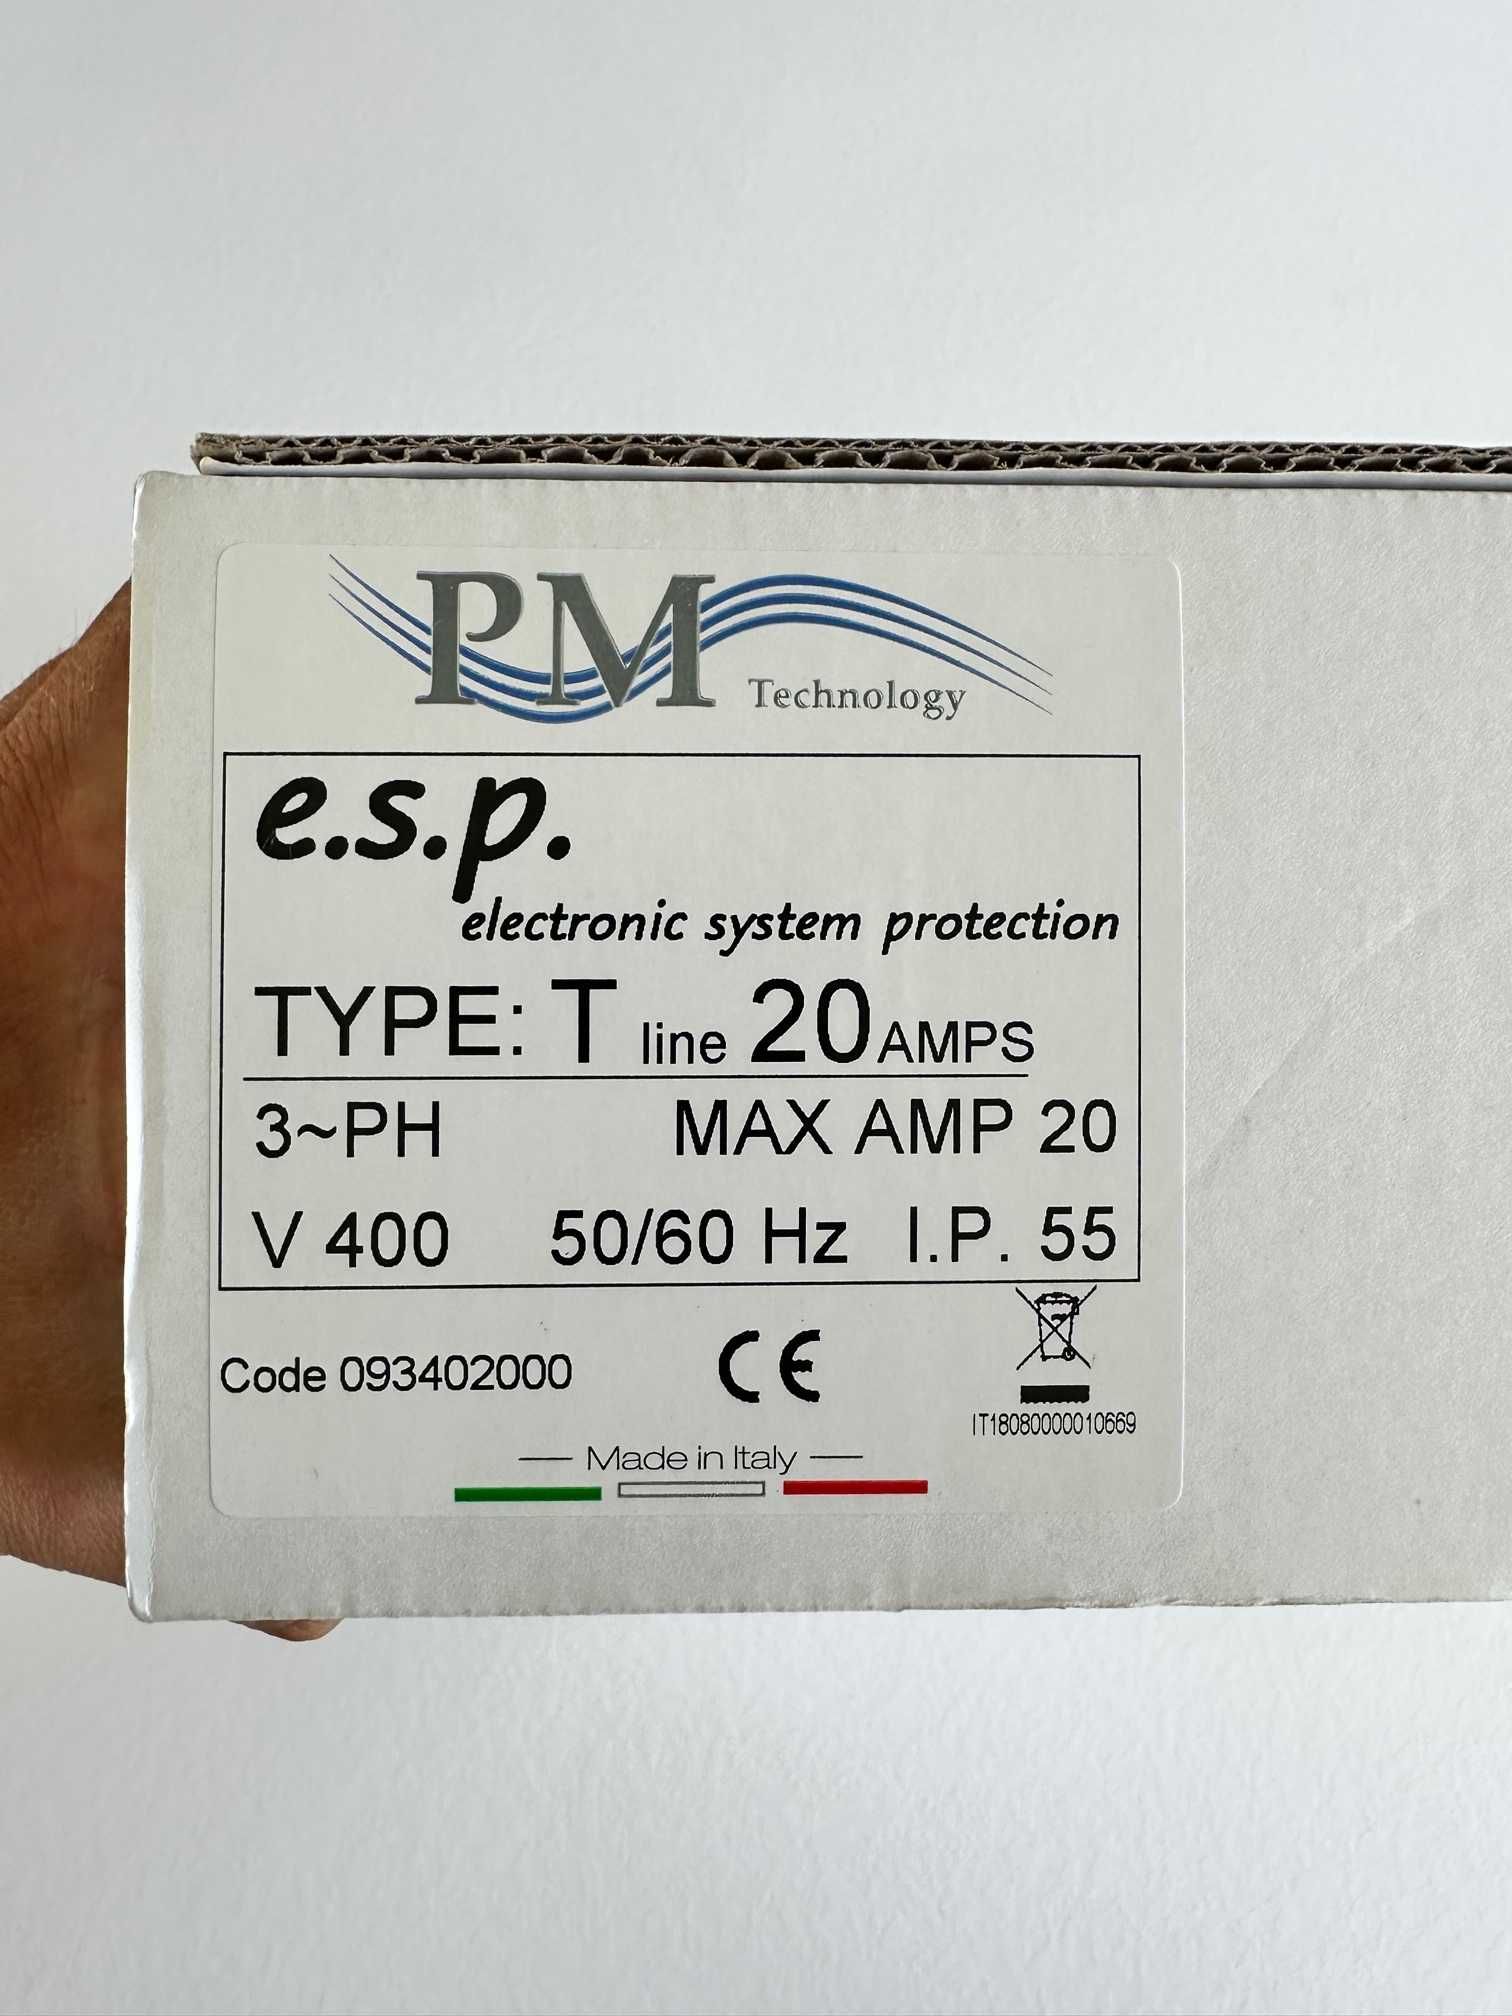 PM Technology
e.s.p.
electronic system protection
TYPE: T line 20 AMPS
3~PH MAX AMP 20
V 400 50/60 Hz I.P. 55
Code 093402000 CE
IT18080000010669
Made in Italy